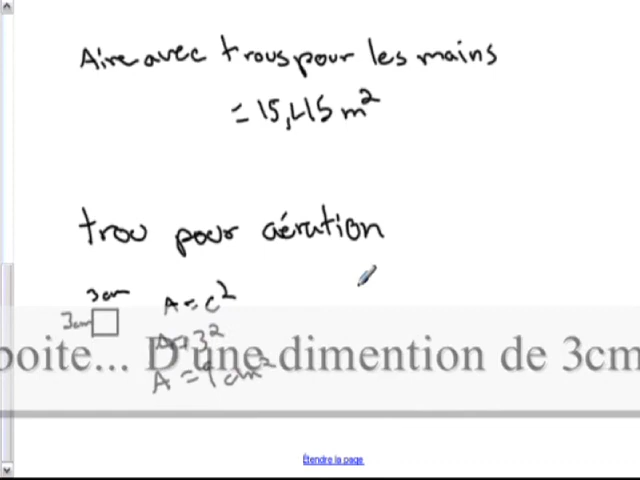 Aire avec trous pour les mains
= 15,415 m²
trou pour aération
3cm
A = c²
3cm
A = 3²
boite... D'une dimention de 3cm
A = 9 cm²
Étendre la page